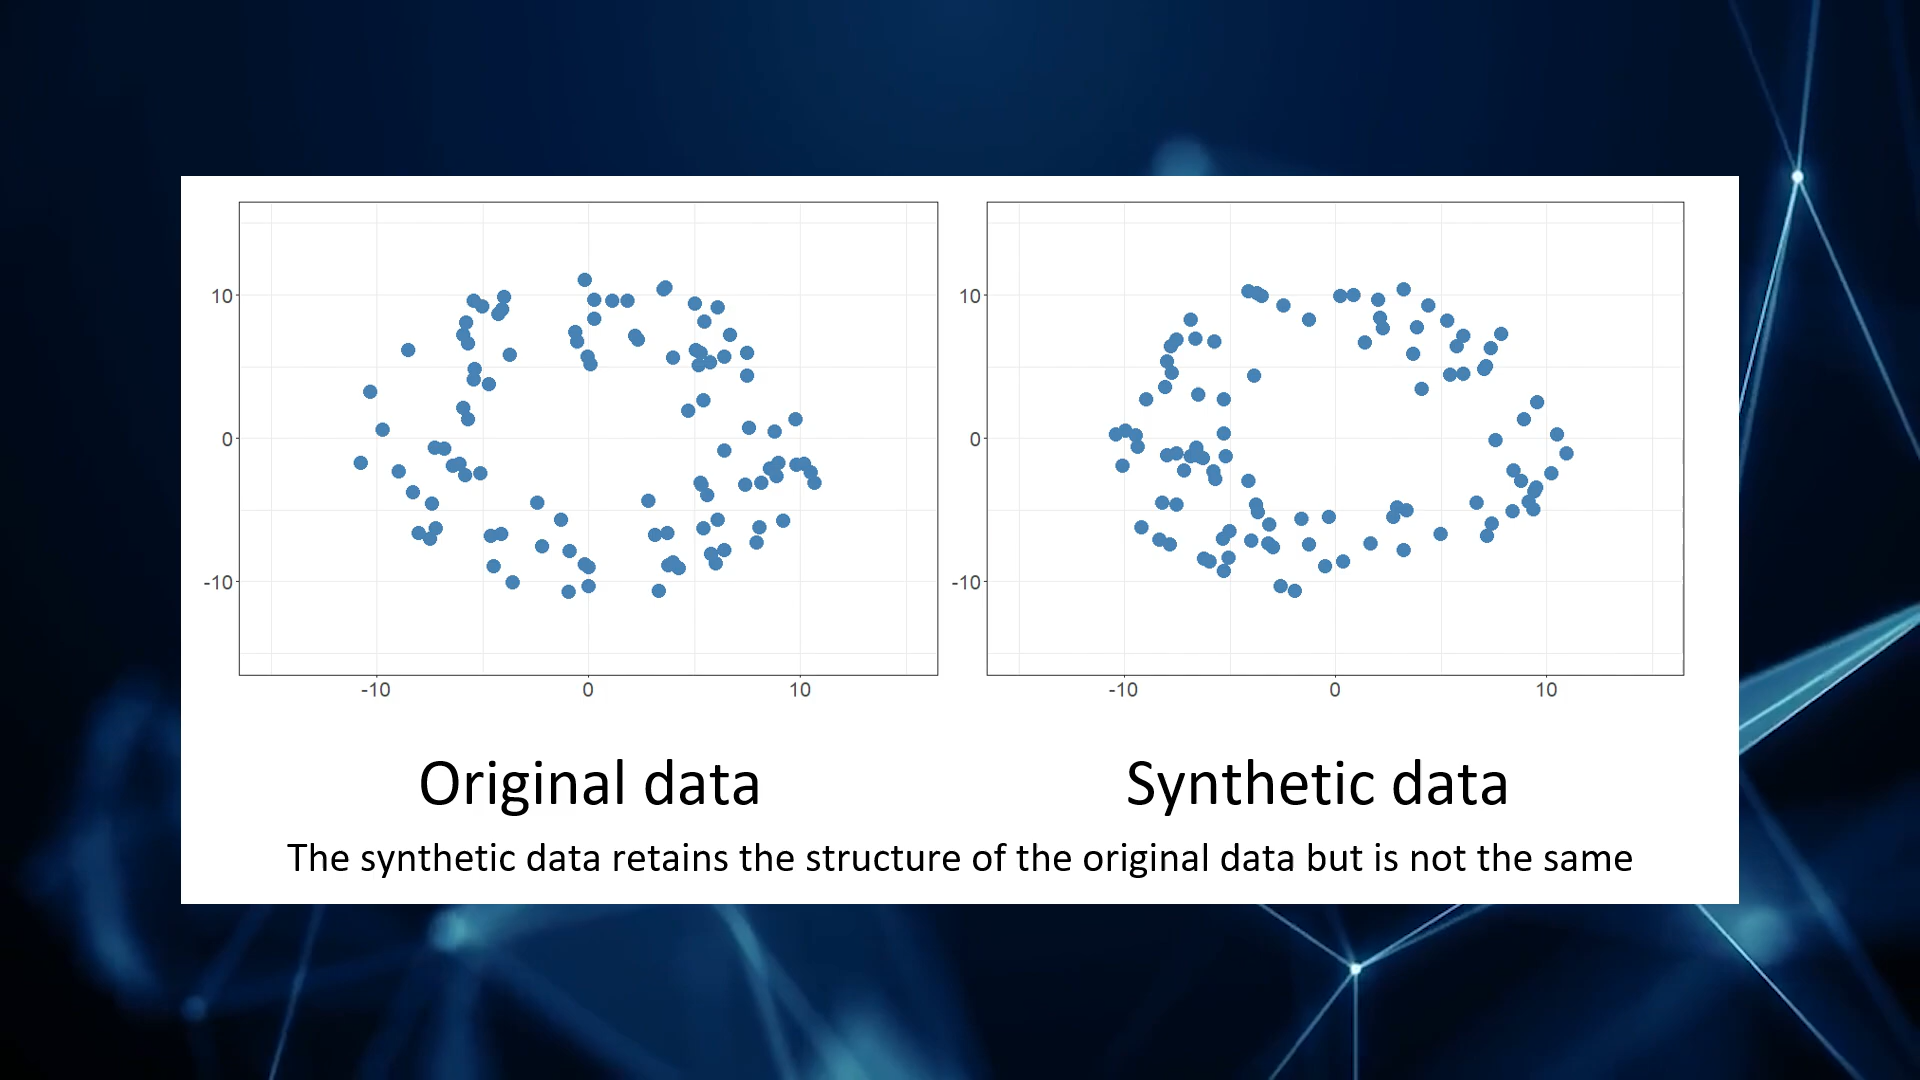 10
0
-10
-10 0 10
10
0
-10
-10 0 10
Original data
Synthetic data
The synthetic data retains the structure of the original data but is not the same